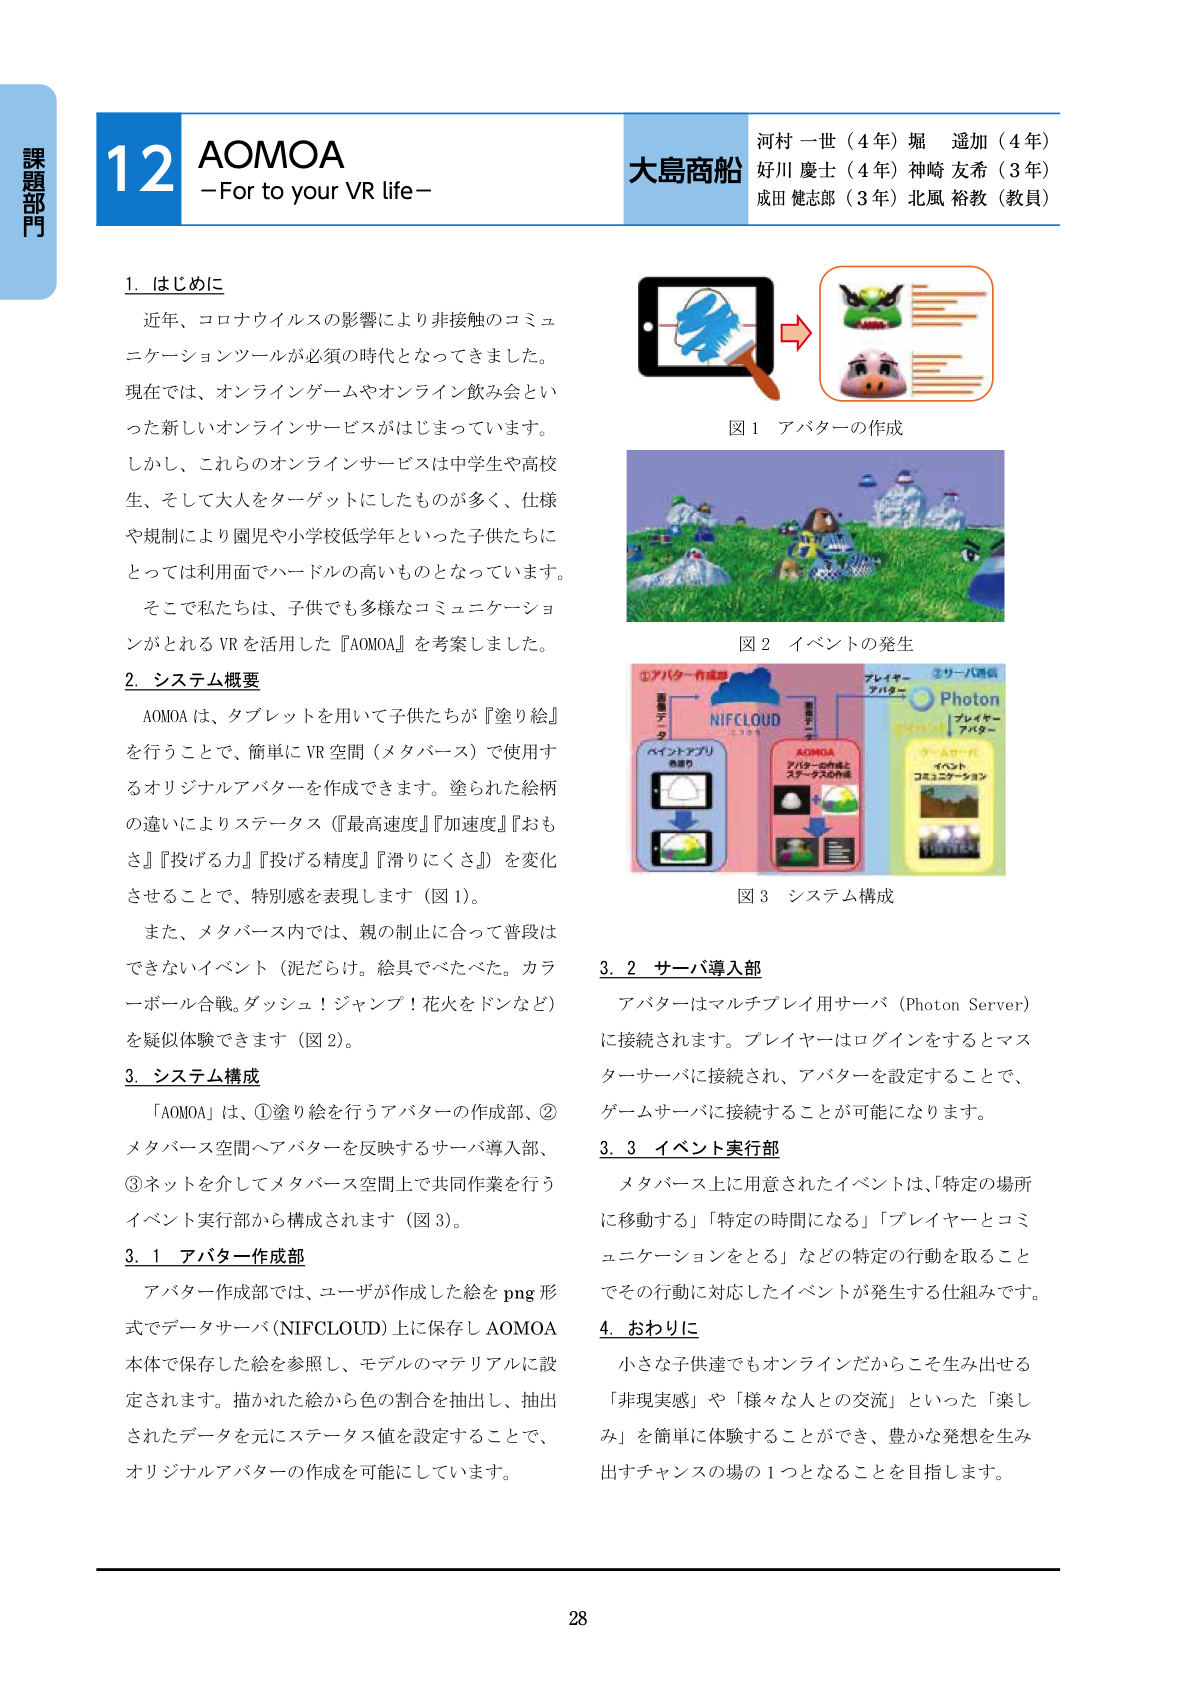 課題部門
12
AOMOA
−For to your VR life−
大島商船
河村 一世（４年）堀　遥加（４年）
好川 慶士（４年）神崎 友希（３年）
成田 健志郎（３年）北風 裕教（教員）
1. はじめに
近年、コロナウイルスの影響により非接触のコミュ
ニケーションツールが必須の時代となってきました。
現在では、オンラインゲームやオンライン飲み会とい
った新しいオンラインサービスがはじまっています。
しかし、これらのオンラインサービスは中学生や高校
生、そして大人をターゲットにしたものが多く、仕様
や規制により園児や小学校低学年といった子供たちに
とっては利用面でハードルの高いものとなっています。
そこで私たちは、子供でも多様なコミュニケーショ
ンがとれる VR を活用した『AOMOA』を考案しました。
2. システム概要
AOMOA は、タブレットを用いて子供たちが『塗り絵』
を行うことで、簡単に VR 空間（メタバース）で使用す
るオリジナルアバターを作成できます。塗られた絵柄
の違いによりステータス（『最高速度』『加速度』『おも
さ』『投げる力』『投げる精度』『滑りにくさ』）を変化
させることで、特別感を表現します（図 1）。
また、メタバース内では、親の制止に合って普段は
できないイベント（泥だらけ。絵具でべたべた。カラ
ーボール合戦。ダッシュ！ジャンプ！花火をドンなど）
を疑似体験できます（図 2）。
3. システム構成
「AOMOA」は、①塗り絵を行うアバターの作成部、②
メタバース空間へアバターを反映するサーバ導入部、
③ネットを介してメタバース空間上で共同作業を行う
イベント実行部から構成されます（図 3）。
3. 1 アバター作成部
アバター作成部では、ユーザが作成した絵を png 形
式でデータサーバ（NIFCLOUD）上に保存し AOMOA
本体で保存した絵を参照し、モデルのマテリアルに設
定されます。描かれた絵から色の割合を抽出し、抽出
されたデータを元にステータス値を設定することで、
オリジナルアバターの作成を可能にしています。
図 1　アバターの作成
図 2　イベントの発生
①アバター作成部
画像データ
NIFCLOUD
ニフクラ
画像データ
ペイントアプリ
色塗り
AOMOA
アバターの作成と
ステータスの作成
プレイヤー
アバター
②サーバ通信
Photon
③イベント
プレイヤー
アバター
ゲームサーバ
イベント
コミュニケーション
図 3　システム構成
3. 2 サーバ導入部
アバターはマルチプレイ用サーバ（Photon Server）
に接続されます。プレイヤーはログインをするとマス
ターサーバに接続され、アバターを設定することで、
ゲームサーバに接続することが可能になります。
3. 3 イベント実行部
メタバース上に用意されたイベントは、「特定の場所
に移動する」「特定の時間になる」「プレイヤーとコミ
ュニケーションをとる」などの特定の行動を取ること
でその行動に対応したイベントが発生する仕組みです。
4. おわりに
小さな子供達でもオンラインだからこそ生み出せる
「非現実感」や「様々な人との交流」といった「楽し
み」を簡単に体験することができ、豊かな発想を生み
出すチャンスの場の 1 つとなることを目指します。
28